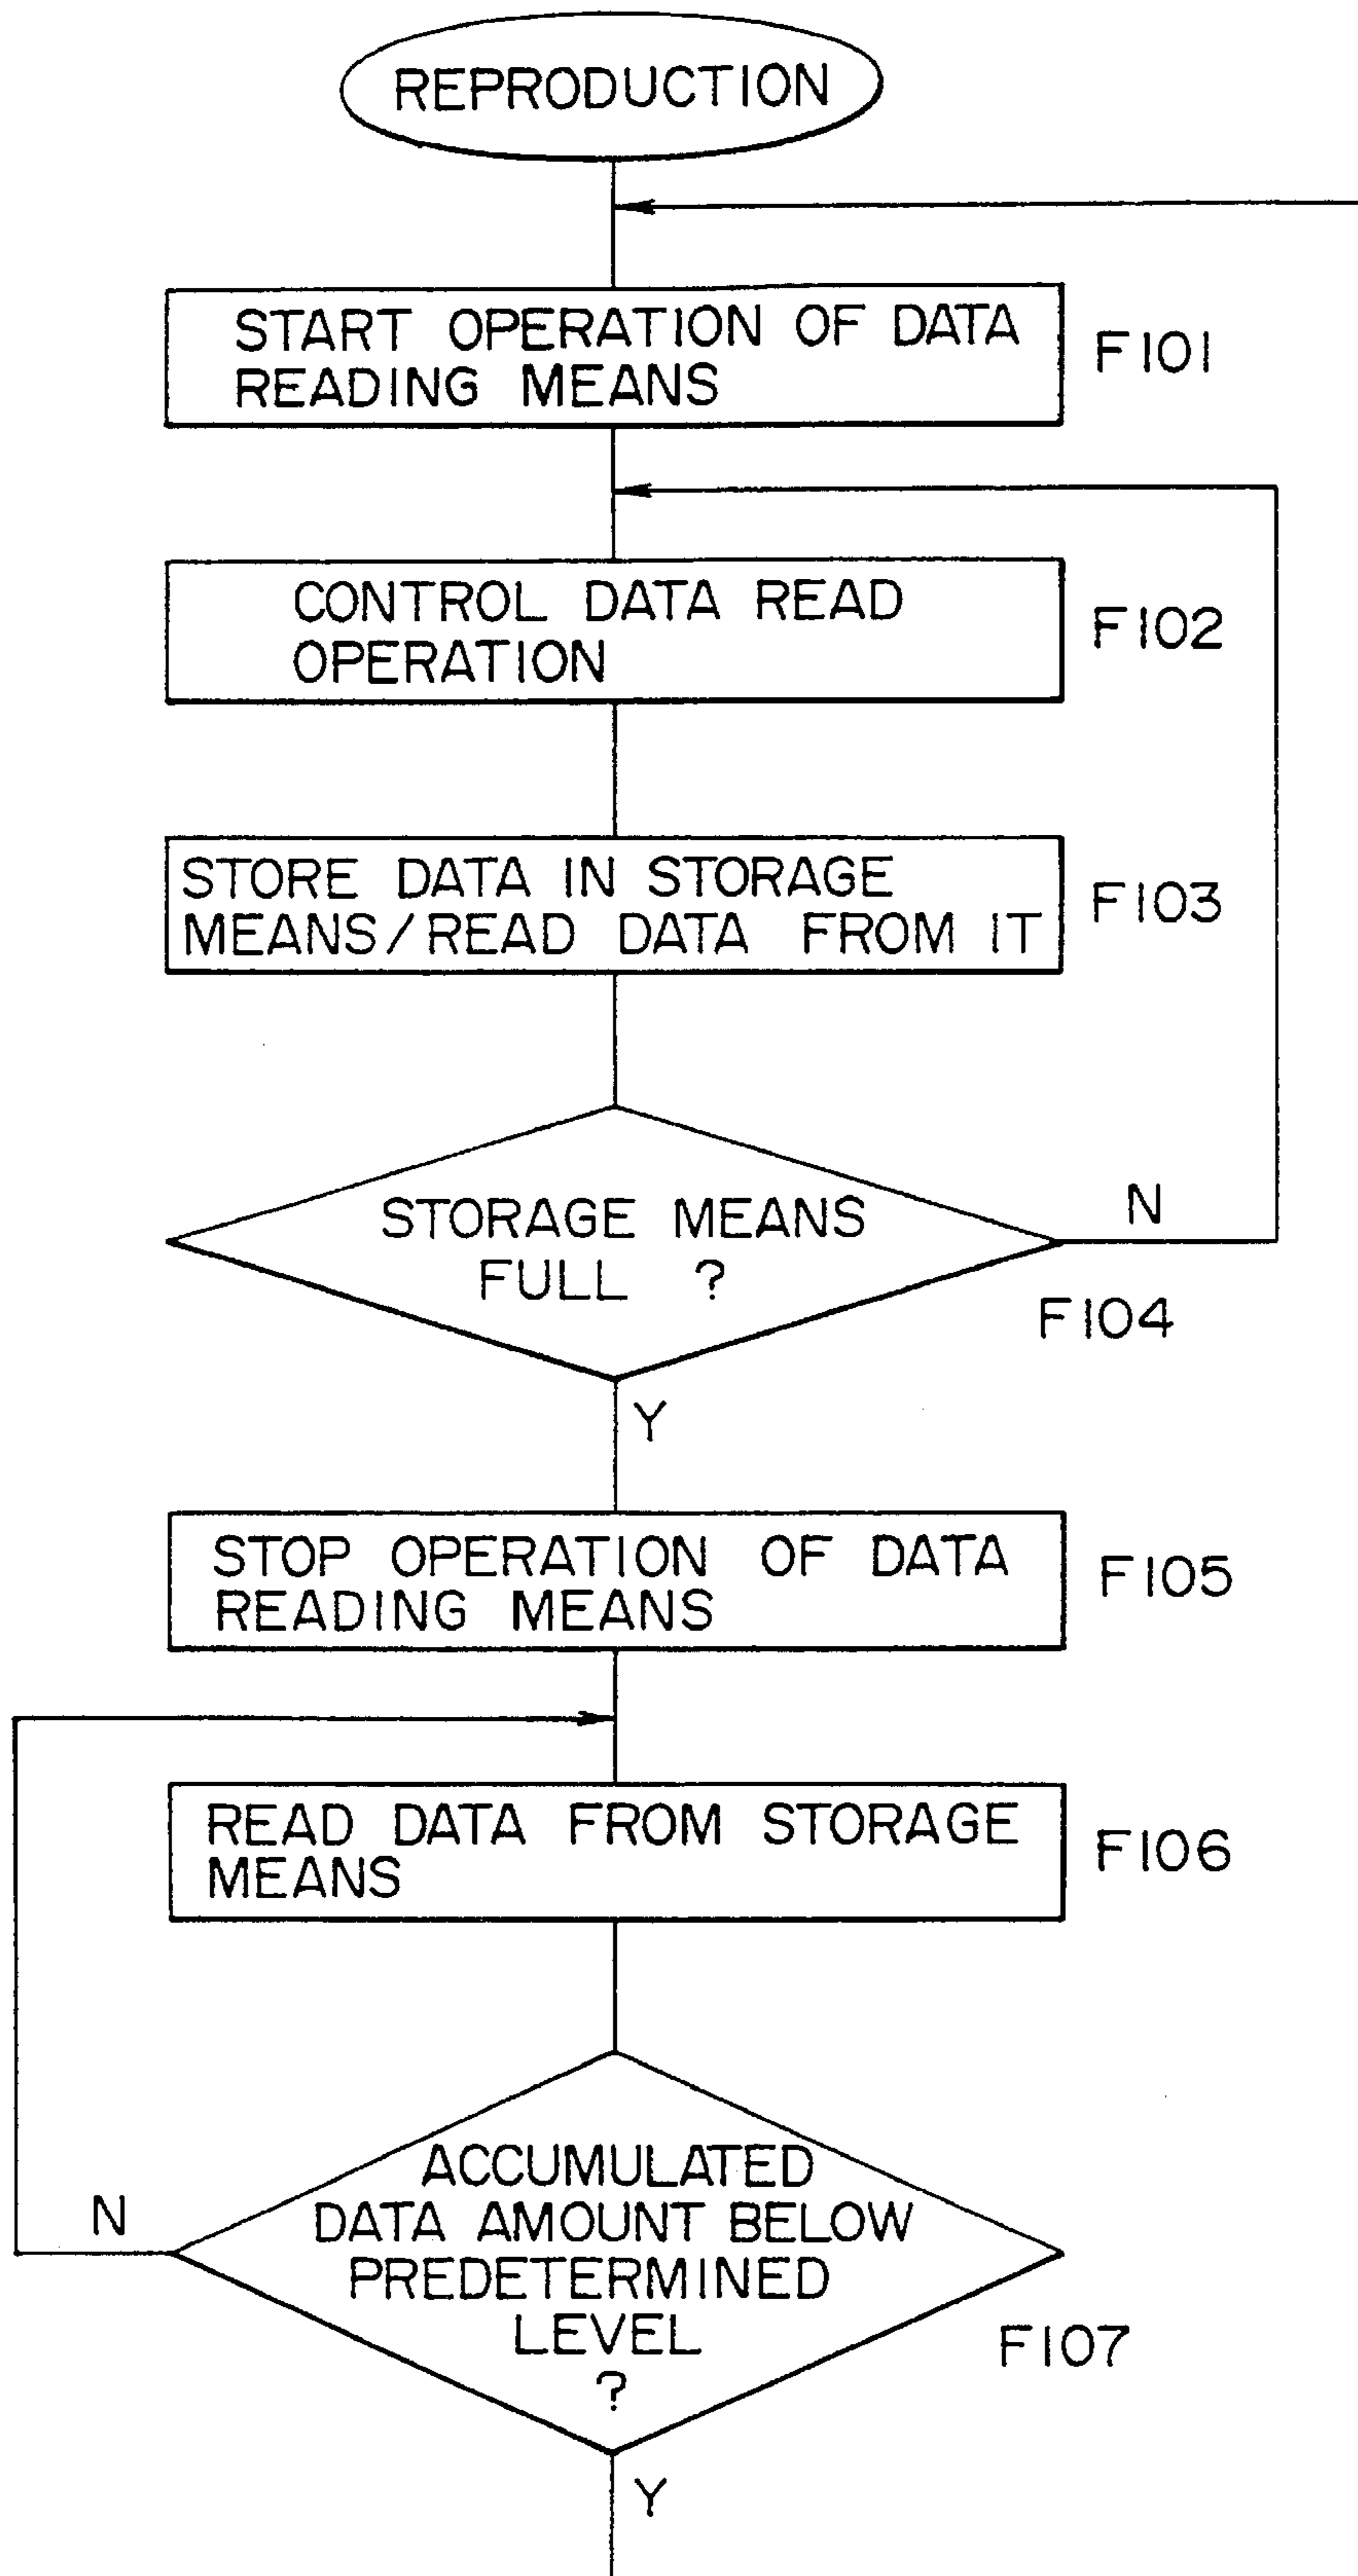 REPRODUCTION
START OPERATION OF DATA
READING MEANS
F101
CONTROL DATA READ
OPERATION
F102
STORE DATA IN STORAGE
MEANS/READ DATA FROM IT
F103
STORAGE MEANS
FULL ?
N
F104
Y
STOP OPERATION OF DATA
READING MEANS
F105
READ DATA FROM STORAGE
MEANS
F106
ACCUMULATED
DATA AMOUNT BELOW
PREDETERMINED
LEVEL
?
N
F107
Y